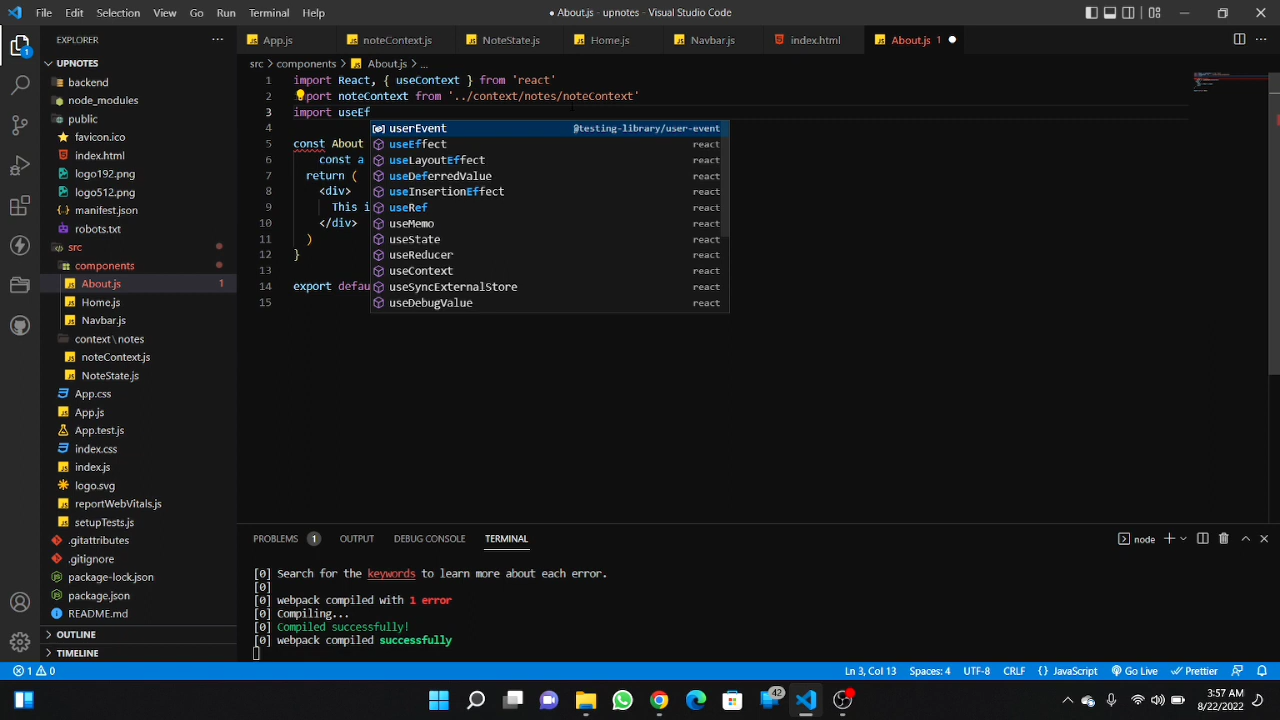 File Edit Selection View Go Run Terminal Help
● About.js - upnotes - Visual Studio Code
EXPLORER
App.js noteContext.js NoteState.js Home.js Navbar.js index.html About.js 1
src > components > About.js > ...
UPNOTES
backend
node_modules
public
favicon.ico
index.html
logo192.png
logo512.png
manifest.json
robots.txt
src
components
About.js 1
Home.js
Navbar.js
context\notes
noteContext.js
NoteState.js
App.css
App.js
App.test.js
index.css
index.js
logo.svg
reportWebVitals.js
setupTests.js
.gitattributes
.gitignore
package-lock.json
package.json
README.md
OUTLINE
TIMELINE
1 import React, { useContext } from 'react'
2 port noteContext from '../context/notes/noteContext'
3 import useEf
4
5 const About
6 const a
7 return (
8 <div>
9 This i
10 </div>
11 )
12 }
13
14 export defau
15
userEvent @testing-library/user-event
useEffect react
useLayoutEffect react
useDeferredValue react
useInsertionEffect react
useRef react
useMemo react
useState react
useReducer react
useContext react
useSyncExternalStore react
useDebugValue react
PROBLEMS 1 OUTPUT DEBUG CONSOLE TERMINAL
node
[0] Search for the keywords to learn more about each error.
[0]
[0] webpack compiled with 1 error
[0] Compiling...
[0] Compiled successfully!
[0] webpack compiled successfully
1 0
Ln 3, Col 13 Spaces: 4 UTF-8 CRLF {} JavaScript Go Live Prettier
42
3:57 AM
8/22/2022